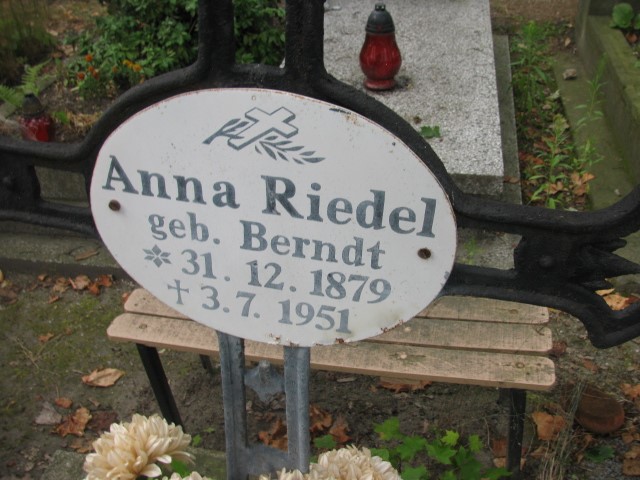 Anna Riedel
geb. Berndt
* 31. 12. 1879
† 3. 7. 1951